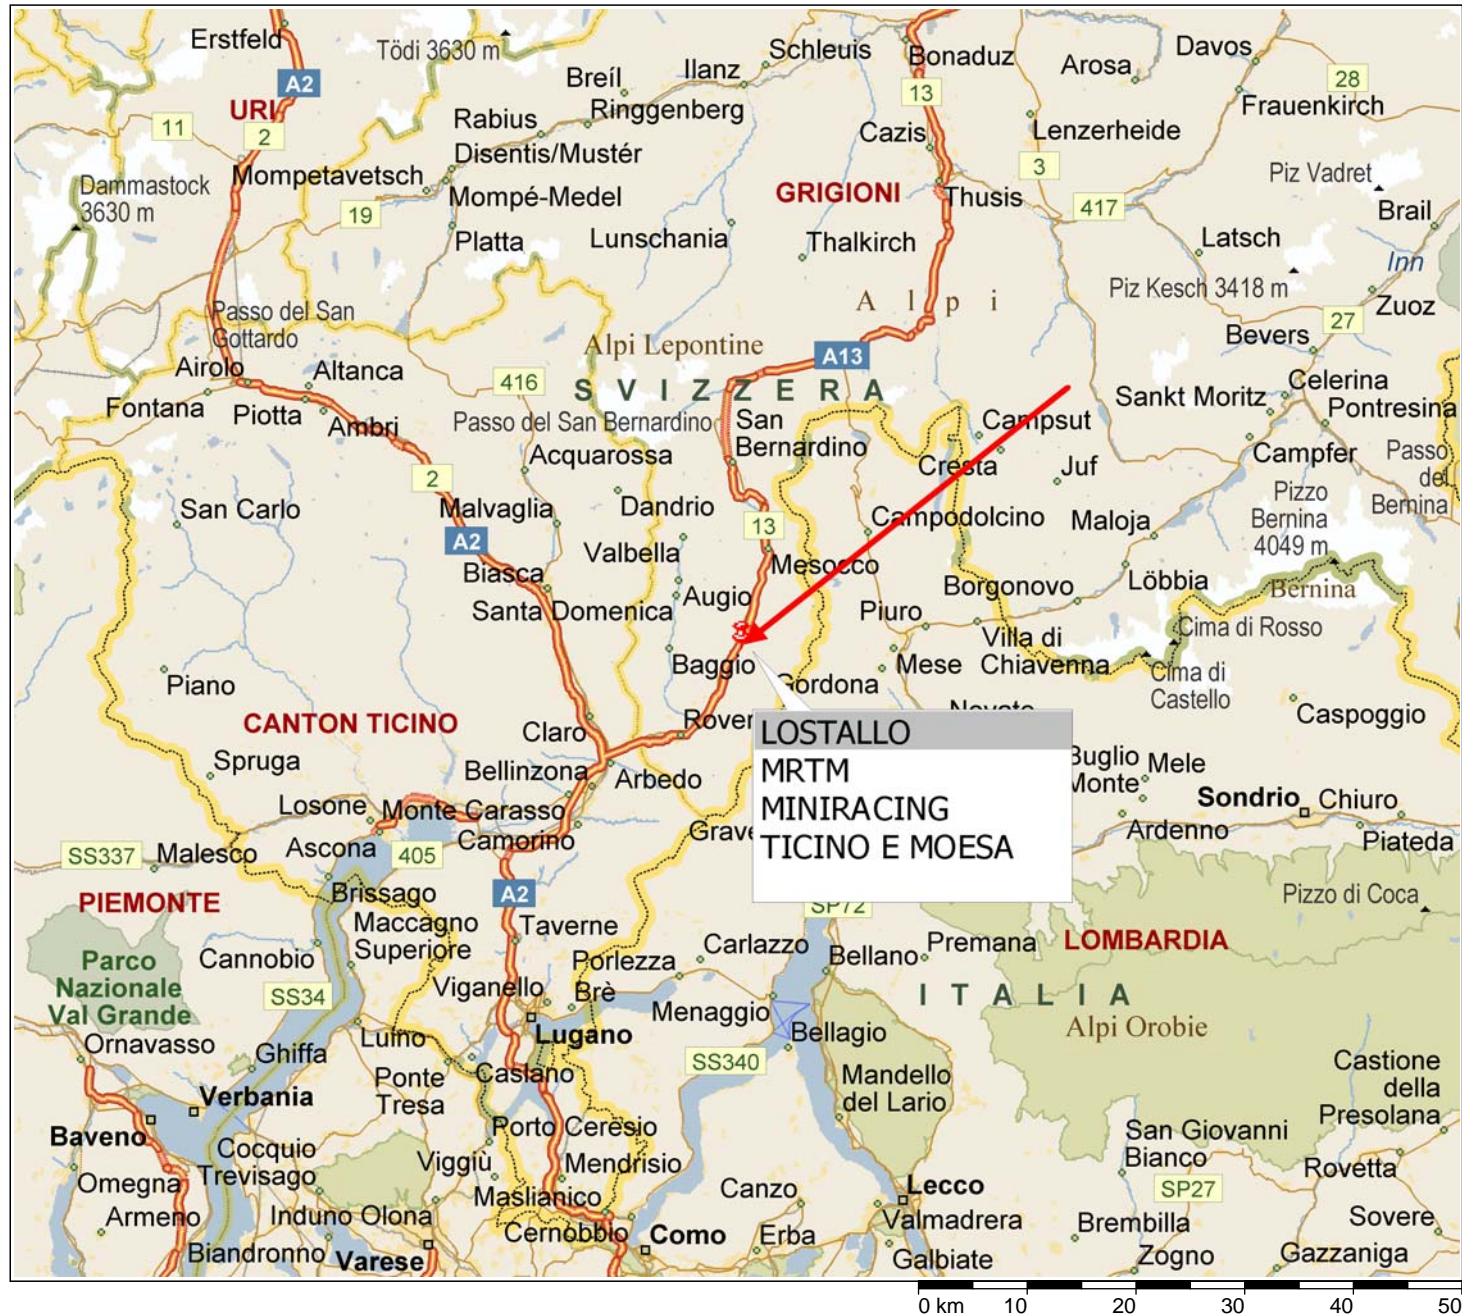 Erstfeld
Tödi 3630 m
Schleuis
Bonaduz
Davos
Arosa
A2
Breíl
Ilanz
13
28
URI
11
2
Rabius
Ringgenberg
Cazis
Lenzerheide
Frauenkirch
Disentis/Mustér
3
Dammastock
3630 m
Mompetavetsch
Mompé-Medel
GRIGIONI
Thusis
Piz Vadret
19
417
Brail
Platta
Lunschania
Thalkirch
Latsch
Inn
Piz Kesch 3418 m
Zuoz
Alpi
Passo del San
Gottardo
27
Bevers
Alpi Lepontine
A13
Airolo
Altanca
416
SVIZZERA
Celerina
Fontana
Piotta
Ambri
Passo del San Bernardino
San
Bernardino
Campsut
Sankt Moritz
Pontresina
Acquarossa
Cresta
Juf
Campfer
Passo
del
Bernina
2
San Carlo
Malvaglia
Dandrio
13
Campodolcino
Maloja
Pizzo
Bernina
4049 m
A2
Valbella
Mesocco
Biasca
Augio
Borgonovo
Löbbia
Bernina
Santa Domenica
Piuro
Villa di
Chiavenna
Cima di Rosso
Baggio
Mese
Piano
Gordona
Cima di
Castello
CANTON TICINO
Claro
Rover
Novate
Caspoggio
LOSTALLO
MRTM
MINIRACING
TICINO E MOESA
Spruga
Bellinzona
Arbedo
Buglio
Monte
Mele
Losone
Monte Carasso
Sondrio
Chiuro
Ascona
405
Camorino
Grave
Ardenno
Piateda
SS337
Malesco
PIEMONTE
Brissago
A2
SP72
Pizzo di Coca
Maccagno
Superiore
Taverne
Carlazzo
Bellano
Premana
LOMBARDIA
Parco
Nazionale
Val Grande
Cannobio
Porlezza
SS34
Viganello
Brè
Menaggio
ITALIA
Ornavasso
Ghiffa
Luino
Lugano
Bellagio
Alpi Orobie
SS340
Ponte
Tresa
Caslano
Mandello
del Lario
Castione
della
Presolana
Verbania
Baveno
Porto Ceresio
San Giovanni
Bianco
Cocquio
Trevisago
Viggiù
Mendrisio
Rovetta
Omegna
Maslianico
Canzo
Lecco
SP27
Armeno
Induno Olona
Valmadrera
Brembilla
Sovere
Biandronno
Varese
Cernobbio
Como
Erba
Galbiate
Zogno
Gazzaniga
0 km 10 20 30 40 50